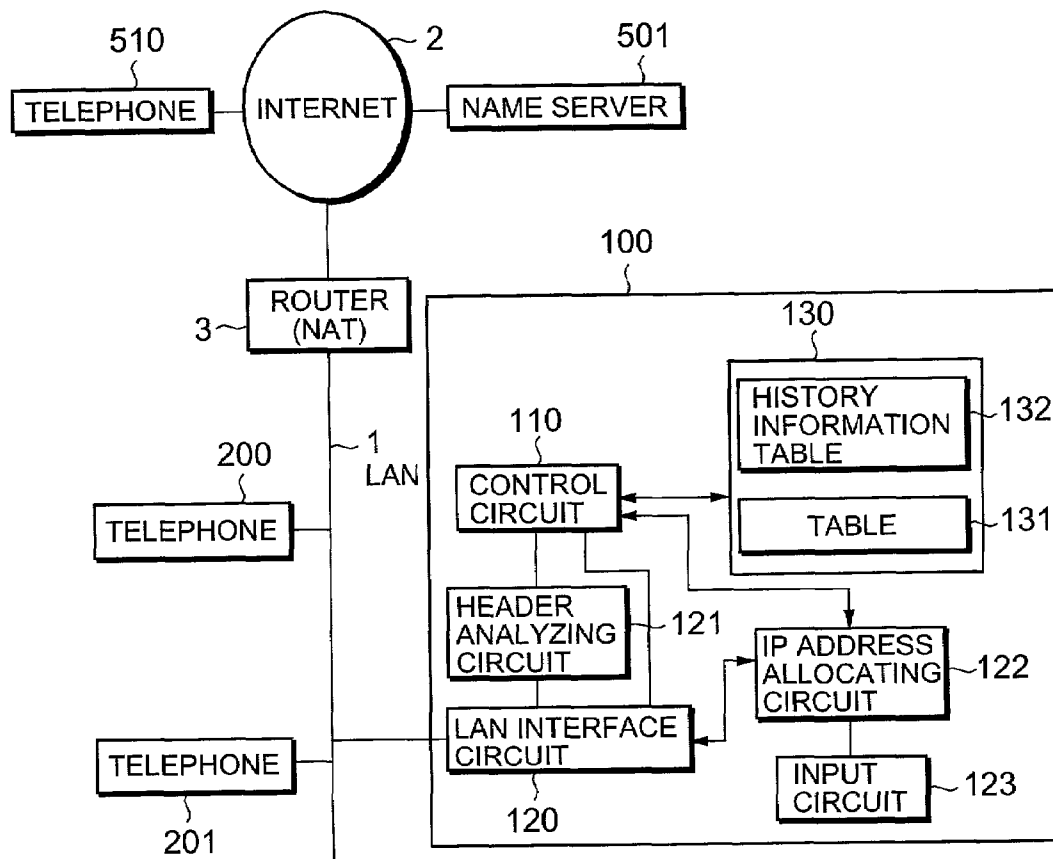 510
2
501
TELEPHONE
INTERNET
NAME SERVER
100
ROUTER
(NAT)
3
130
HISTORY
INFORMATION
TABLE
132
110
1
LAN
200
CONTROL
CIRCUIT
TELEPHONE
TABLE
131
HEADER
ANALYZING
CIRCUIT
121
IP ADDRESS
ALLOCATING
CIRCUIT
122
LAN INTERFACE
CIRCUIT
TELEPHONE
INPUT
CIRCUIT
123
201
120